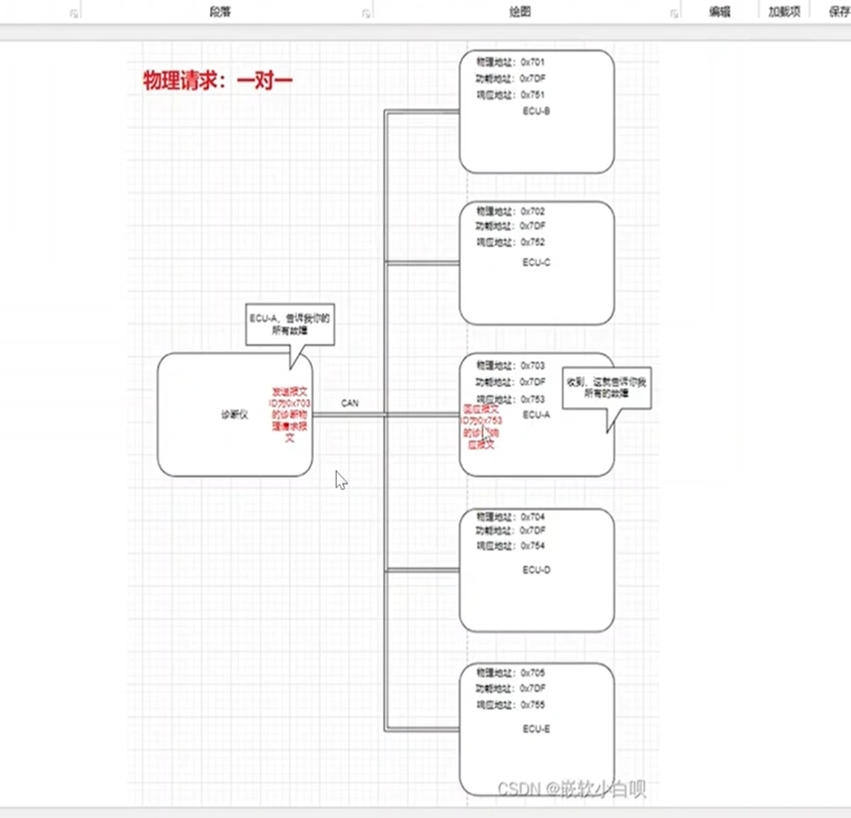 段落
绘图
编辑
加载项
保存
物理请求：一对一
物理地址：0x701
功能地址：0x7DF
响应地址：0x751
ECU-B
物理地址：0x702
功能地址：0x7DF
响应地址：0x752
ECU-C
ECU-A，告诉我你的
所有故障
诊断仪
发送报文
ID为0x703
的诊断物
理请求报
文
CAN
物理地址：0x703
功能地址：0x7DF
响应地址：0x753
ECU-A
回应报文
ID为0x753
的诊
应报文
收到，这就告诉你我
所有的故障
物理地址：0x704
功能地址：0x7DF
响应地址：0x754
ECU-D
物理地址：0x705
功能地址：0x7DF
响应地址：0x755
ECU-E
CSDN @嵌软小白呗